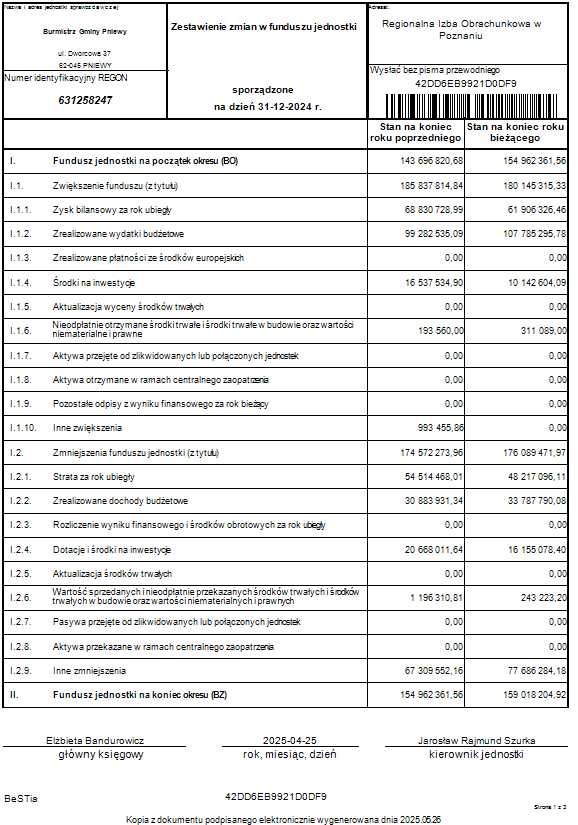 Nazwa i adres jednostki sprawozdawczej
Burmistrz Gminy Pniewy
ul. Dworcowa 37
62-045 PNIEWY
Numer identyfikacyjny REGON
631258247
Zestawienie zmian w funduszu jednostki
sporządzone
na dzień 31-12-2024 r.
Adresat:
Regionalna Izba Obrachunkowa w
Poznaniu
Wysłać bez pisma przewodniego
42DD6EB9921D0DF9
Stan na koniec roku poprzedniego Stan na koniec roku bieżącego
I. Fundusz jednostki na początek okresu (BO) 143 696 820,68 154 962 361,56
I.1. Zwiększenie funduszu (z tytułu) 185 837 814,84 180 145 315,33
I.1.1. Zysk bilansowy za rok ubiegły 68 830 728,99 61 906 326,46
I.1.2. Zrealizowane wydatki budżetowe 99 282 535,09 107 785 295,78
I.1.3. Zrealizowane płatności ze środków europejskich 0,00 0,00
I.1.4. Środki na inwestycje 16 537 534,90 10 142 604,09
I.1.5. Aktualizacja wyceny środków trwałych 0,00 0,00
I.1.6. Nieodpłatnie otrzymane środki trwałe i środki trwałe w budowie oraz wartości niematerialne i prawne 193 560,00 311 089,00
I.1.7. Aktywa przejęte od zlikwidowanych lub połączonych jednostek 0,00 0,00
I.1.8. Aktywa otrzymane w ramach centralnego zaopatrzenia 0,00 0,00
I.1.9. Pozostałe odpisy z wyniku finansowego za rok bieżący 0,00 0,00
I.1.10. Inne zwiększenia 993 455,86 0,00
I.2. Zmniejszenia funduszu jednostki (z tytułu) 174 572 273,96 176 089 471,97
I.2.1. Strata za rok ubiegły 54 514 468,01 48 217 096,11
I.2.2. Zrealizowane dochody budżetowe 30 883 931,34 33 787 790,08
I.2.3. Rozliczenie wyniku finansowego i środków obrotowych za rok ubiegły 0,00 0,00
I.2.4. Dotacje i środki na inwestycje 20 668 011,64 16 155 078,40
I.2.5. Aktualizacja środków trwałych 0,00 0,00
I.2.6. Wartość sprzedanych i nieodpłatnie przekazanych środków trwałych i środków trwałych w budowie oraz wartości niematerialnych i prawnych 1 196 310,81 243 223,20
I.2.7. Pasywa przejęte od zlikwidowanych lub połączonych jednostek 0,00 0,00
I.2.8. Aktywa przekazane w ramach centralnego zaopatrzenia 0,00 0,00
I.2.9. Inne zmniejszenia 67 309 552,16 77 686 284,18
II. Fundusz jednostki na koniec okresu (BZ) 154 962 361,56 159 018 204,92
Elżbieta Bandurowicz 2025-04-25 Jarosław Rajmund Szurka
główny księgowy rok, miesiąc, dzień kierownik jednostki
BeSTia 42DD6EB9921D0DF9
Strona 1 z 3
Kopia z dokumentu podpisanego elektronicznie wygenerowana dnia 2025.05.26